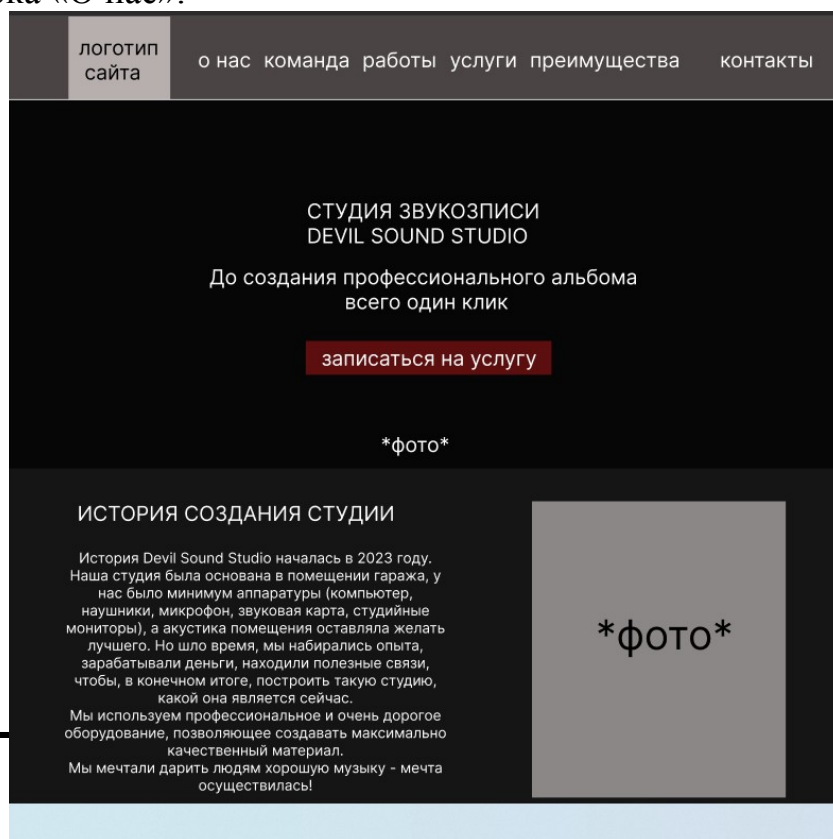 логотип
сайта
о нас команда работы услуги преимущества контакты
СТУДИЯ ЗВУКОЗПИСИ
DEVIL SOUND STUDIO
До создания профессионального альбома
всего один клик
записаться на услугу
*фото*
ИСТОРИЯ СОЗДАНИЯ СТУДИИ
История Devil Sound Studio началась в 2023 году.
Наша студия была основана в помещении гаража, у
нас было минимум аппаратуры (компьютер,
наушники, микрофон, звуковая карта, студийные
мониторы), а акустика помещения оставляла желать
лучшего. Но шло время, мы набирались опыта,
зарабатывали деньги, находили полезные связи,
чтобы, в конечном итоге, построить такую студию,
какой она является сейчас.
Мы используем профессиональное и очень дорогое
оборудование, позволяющее создавать максимально
качественный материал.
Мы мечтали дарить людям хорошую музыку - мечта
осуществилась!
*фото*